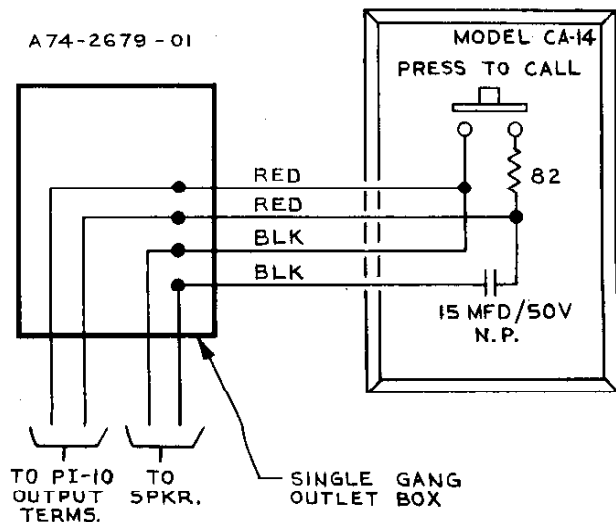 A74-2679-01
MODEL CA-14
PRESS TO CALL
82
RED
RED
BLK
BLK
15 MFD/50V
N.P.
TO PI-10
OUTPUT
TERMS.
TO
SPKR.
SINGLE GANG
OUTLET BOX